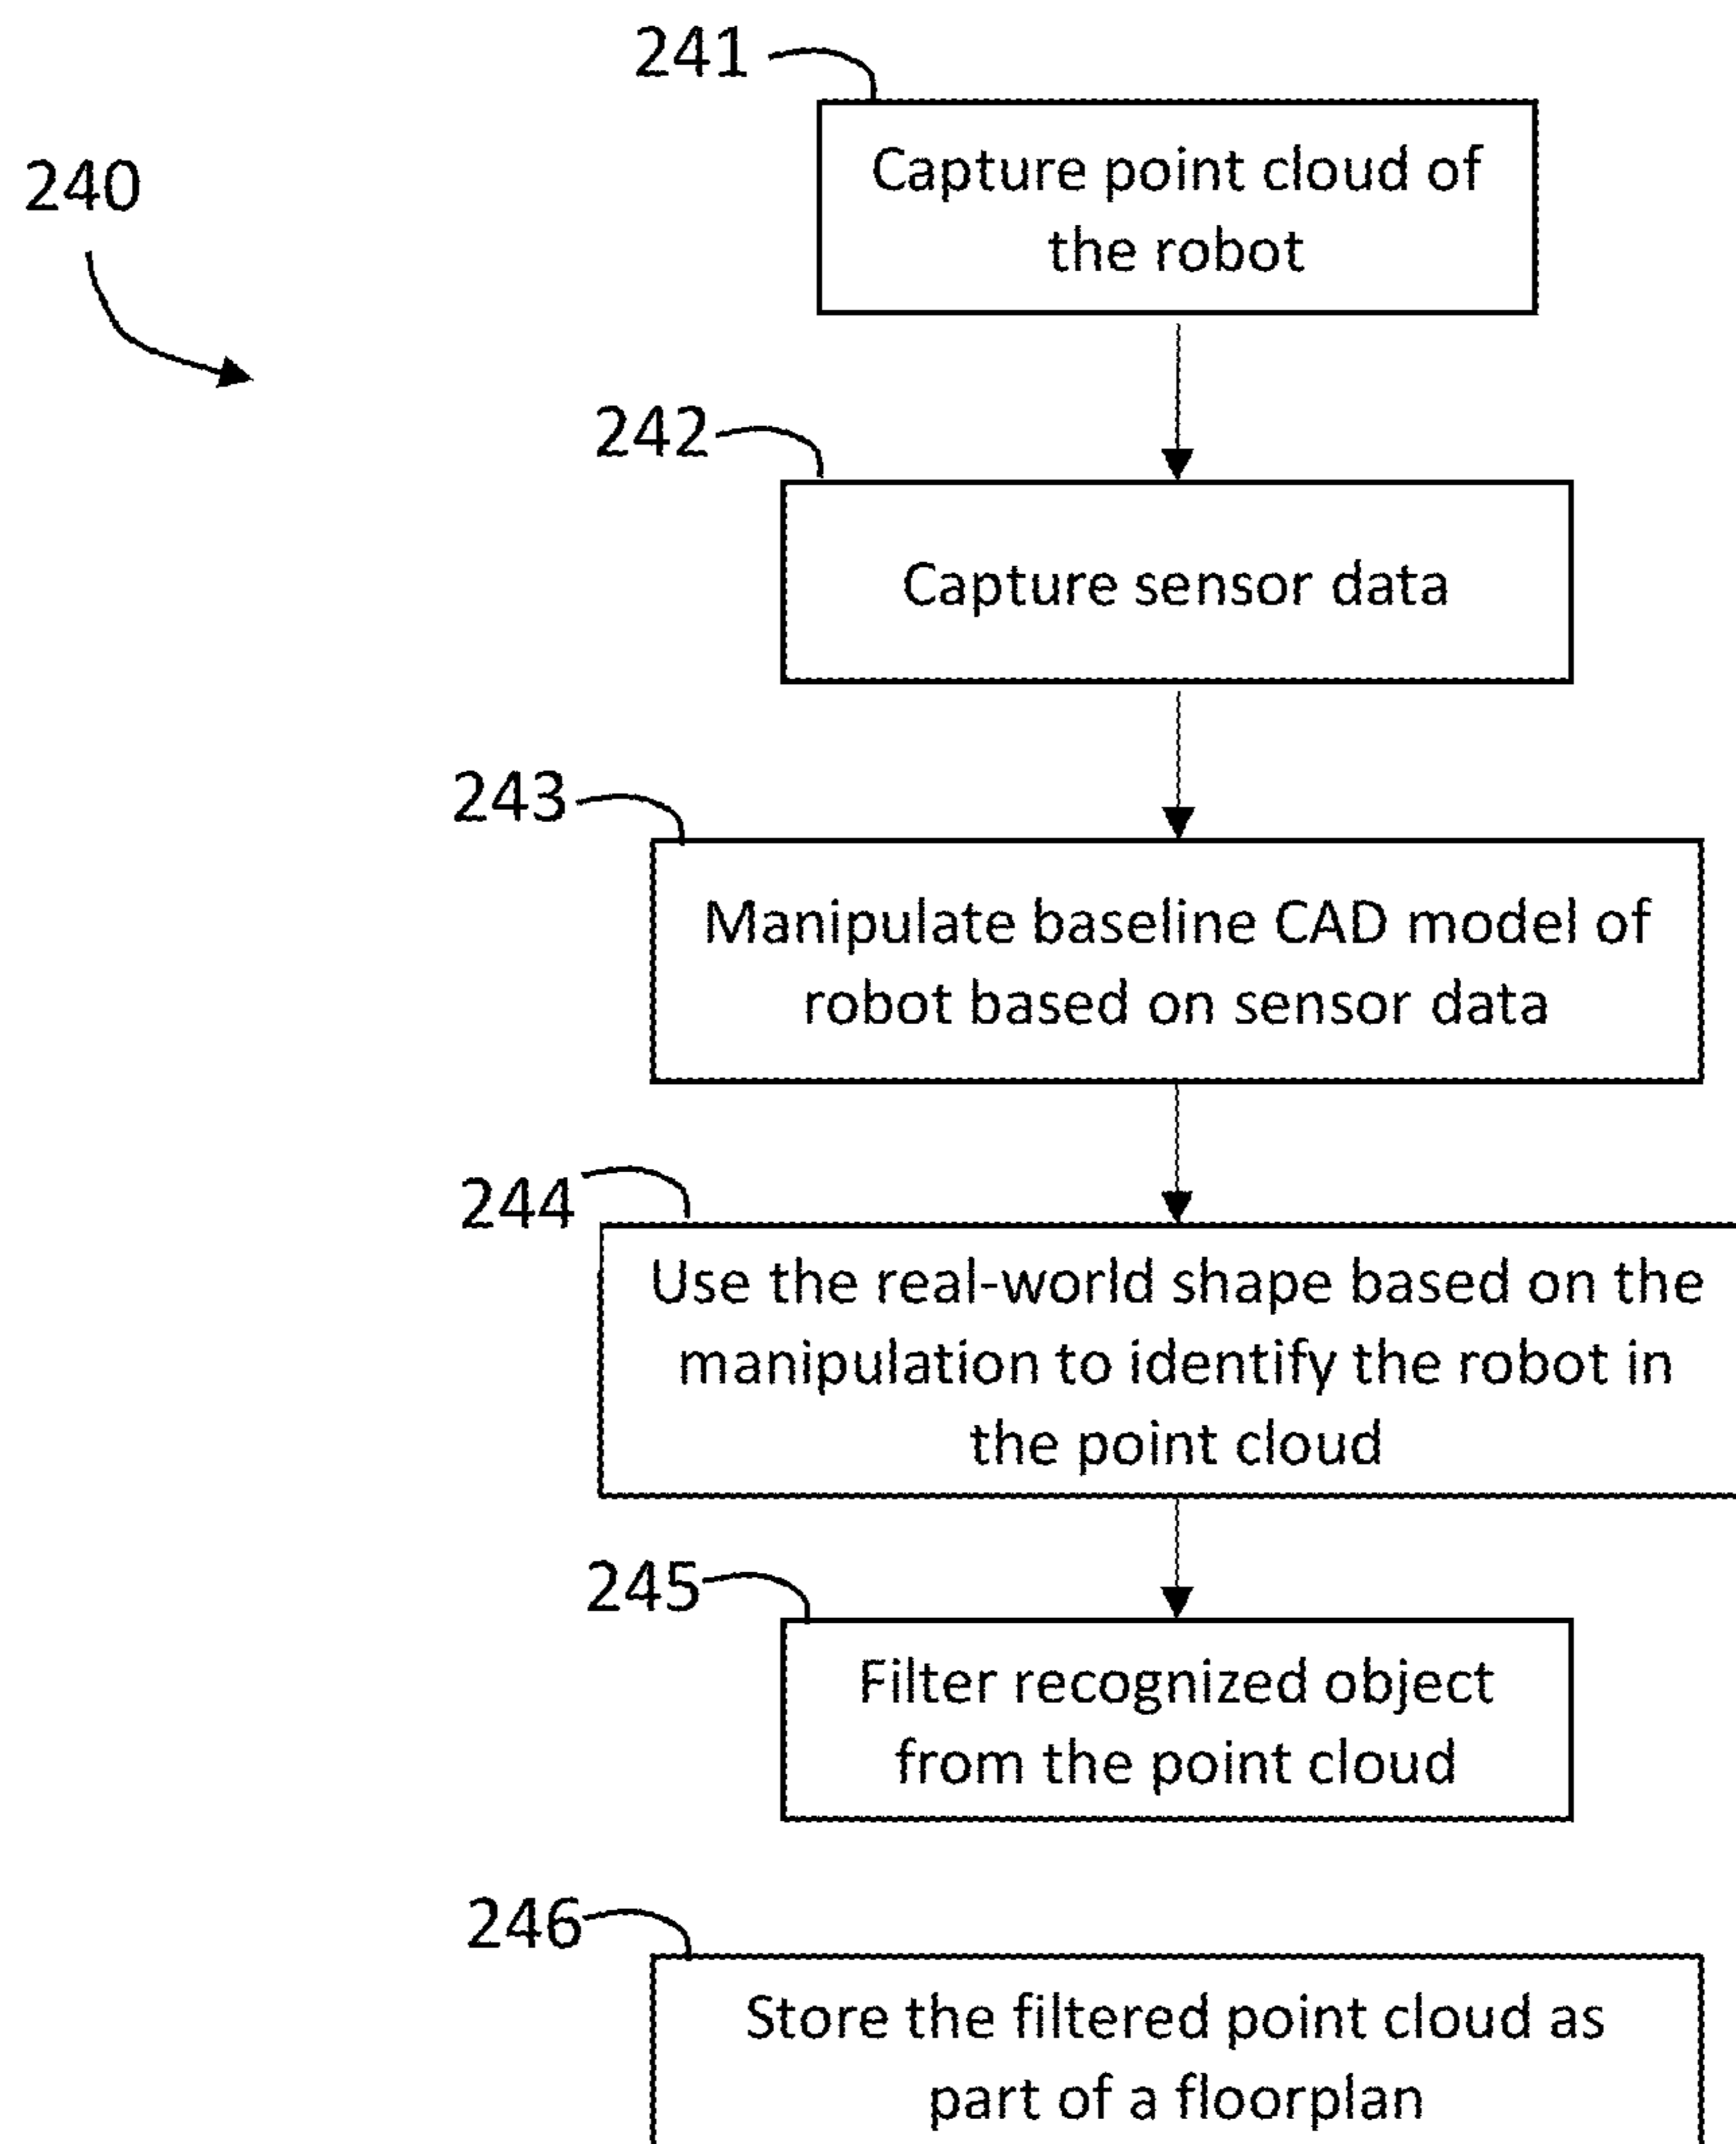 241
Capture point cloud of
the robot
240
242
Capture sensor data
243
Manipulate baseline CAD model of
robot based on sensor data
244
Use the real-world shape based on the
manipulation to identify the robot in
the point cloud
245
Filter recognized object
from the point cloud
246
Store the filtered point cloud as
part of a floorplan